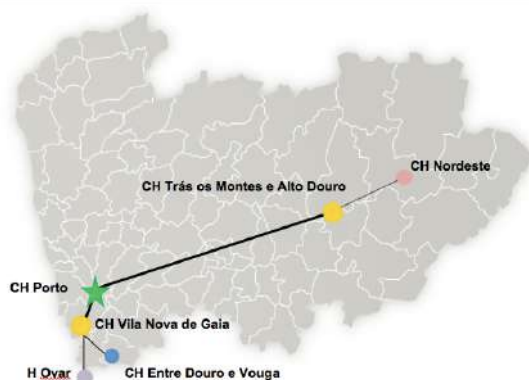 CH Nordeste
CH Trás os Montes e Alto Douro
CH Porto
CH Vila Nova de Gaia
H Ovar
CH Entre Douro e Vouga